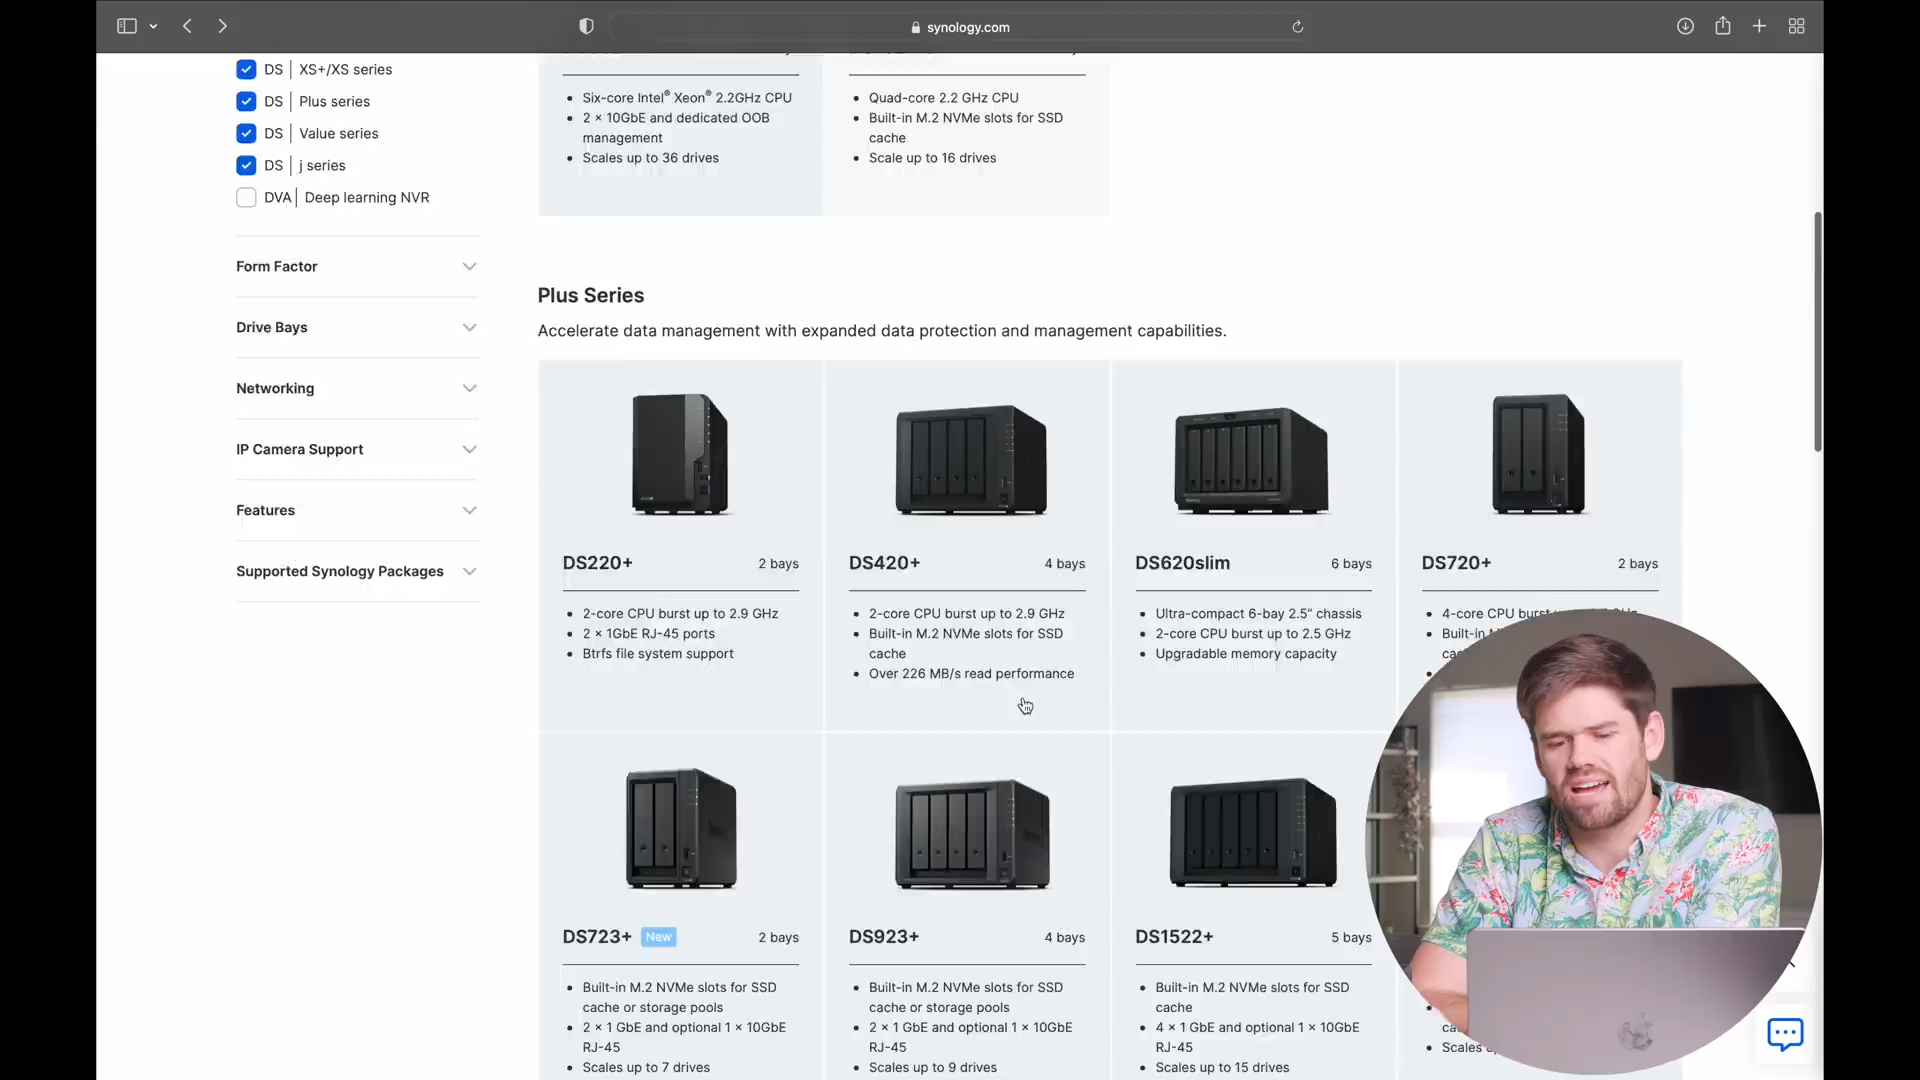 synology.com
DS | XS+/XS series
DS | Plus series
DS | Value series
DS | j series
DVA | Deep learning NVR
Form Factor
Drive Bays
Networking
IP Camera Support
Features
Supported Synology Packages
• Six-core Intel® Xeon® 2.2GHz CPU
• 2 x 10GbE and dedicated OOB
management
• Scales up to 36 drives
• Quad-core 2.2 GHz CPU
• Built-in M.2 NVMe slots for SSD
cache
• Scale up to 16 drives
Plus Series
Accelerate data management with expanded data protection and management capabilities.
DS220+ 2 bays
• 2-core CPU burst up to 2.9 GHz
• 2 x 1GbE RJ-45 ports
• Btrfs file system support
DS420+ 4 bays
• 2-core CPU burst up to 2.9 GHz
• Built-in M.2 NVMe slots for SSD
cache
• Over 226 MB/s read performance
DS620slim 6 bays
• Ultra-compact 6-bay 2.5" chassis
• 2-core CPU burst up to 2.5 GHz
• Upgradable memory capacity
DS720+ 2 bays
• 4-core CPU burst
• Built-in
DS723+ New 2 bays
• Built-in M.2 NVMe slots for SSD
cache or storage pools
• 2 x 1 GbE and optional 1 x 10GbE
RJ-45
• Scales up to 7 drives
DS923+ 4 bays
• Built-in M.2 NVMe slots for SSD
cache or storage pools
• 2 x 1 GbE and optional 1 x 10GbE
RJ-45
• Scales up to 9 drives
DS1522+ 5 bays
• Built-in M.2 NVMe slots for SSD
cache
• 4 x 1 GbE and optional 1 x 10GbE
RJ-45
• Scales up to 15 drives
• Scales